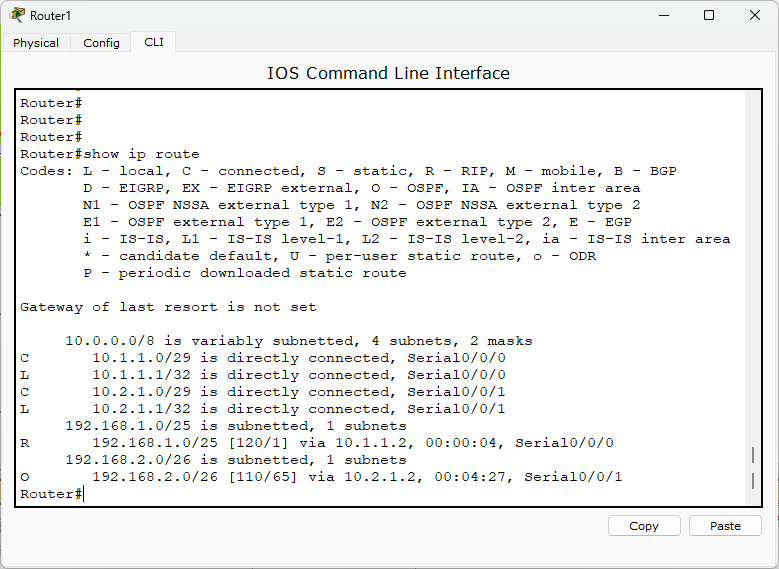 Router1
Physical Config CLI
IOS Command Line Interface
Router#
Router#
Router#
Router#show ip route
Codes: L - local, C - connected, S - static, R - RIP, M - mobile, B - BGP
       D - EIGRP, EX - EIGRP external, O - OSPF, IA - OSPF inter area
       N1 - OSPF NSSA external type 1, N2 - OSPF NSSA external type 2
       E1 - OSPF external type 1, E2 - OSPF external type 2, E - EGP
       i - IS-IS, L1 - IS-IS level-1, L2 - IS-IS level-2, ia - IS-IS inter area
       * - candidate default, U - per-user static route, o - ODR
       P - periodic downloaded static route
Gateway of last resort is not set
     10.0.0.0/8 is variably subnetted, 4 subnets, 2 masks
C       10.1.1.0/29 is directly connected, Serial0/0/0
L       10.1.1.1/32 is directly connected, Serial0/0/0
C       10.2.1.0/29 is directly connected, Serial0/0/1
L       10.2.1.1/32 is directly connected, Serial0/0/1
     192.168.1.0/25 is subnetted, 1 subnets
R       192.168.1.0/25 [120/1] via 10.1.1.2, 00:00:04, Serial0/0/0
     192.168.2.0/26 is subnetted, 1 subnets
O       192.168.2.0/26 [110/65] via 10.2.1.2, 00:04:27, Serial0/0/1
Router#
Copy Paste